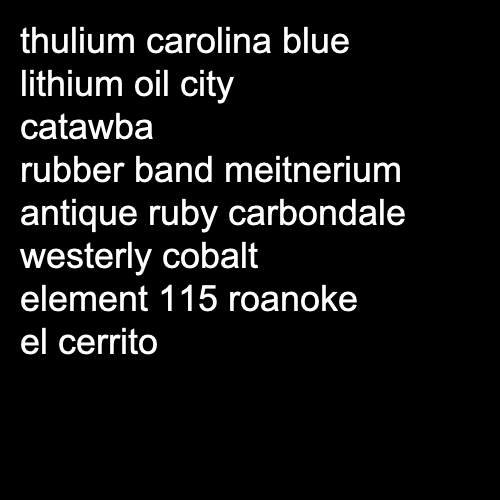 thulium carolina blue
lithium oil city
catawba
rubber band meitnerium
antique ruby carbondale
westerly cobalt
element 115 roanoke
el cerrito